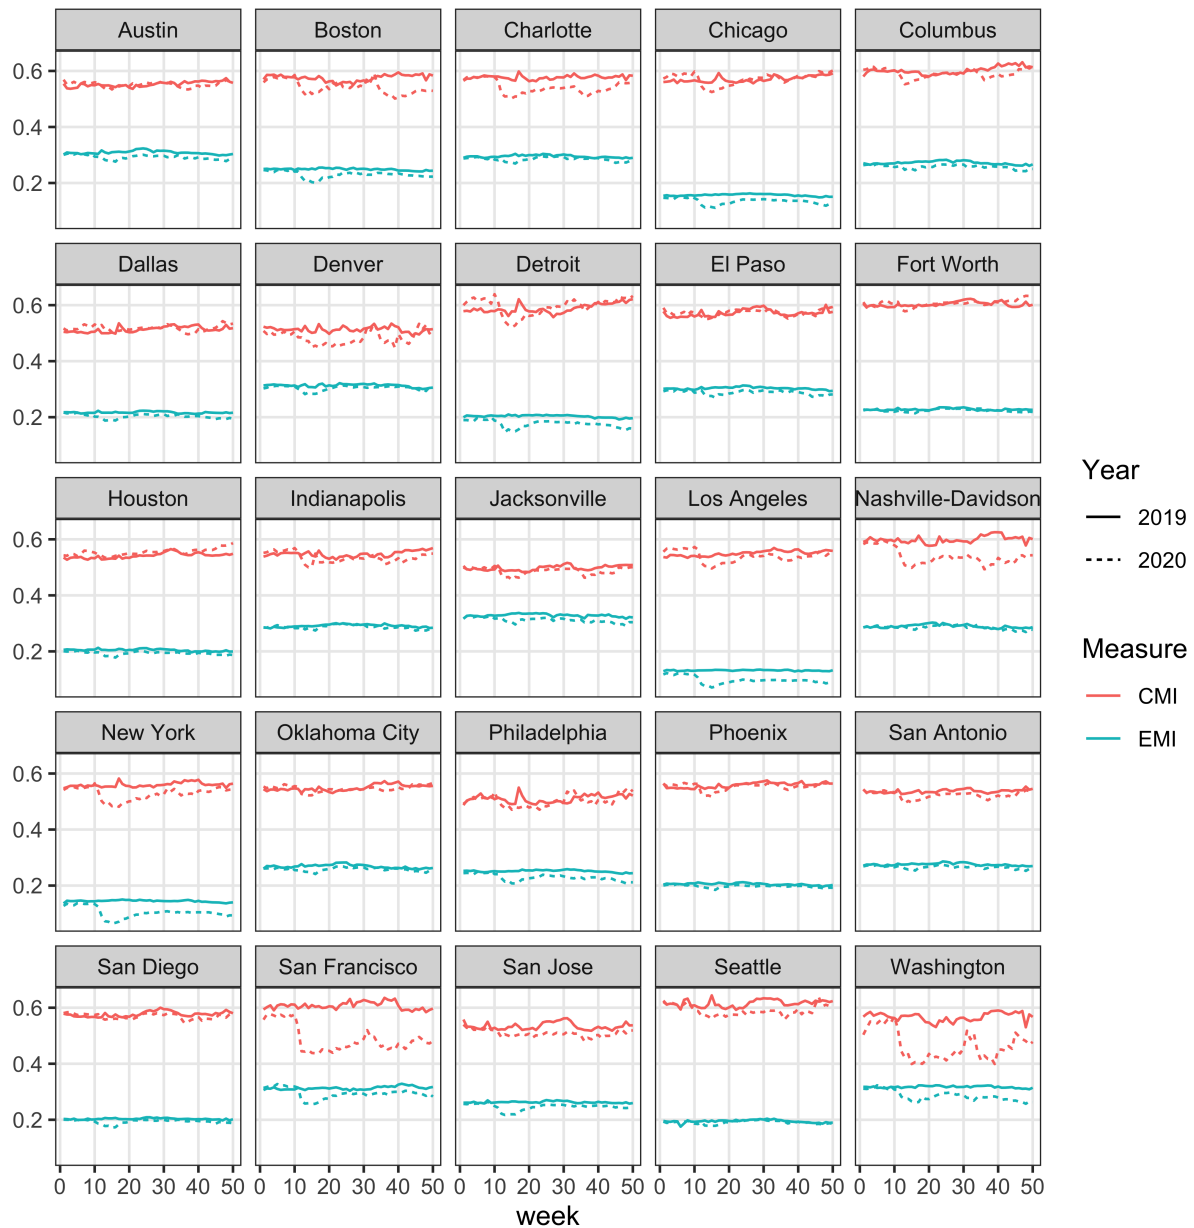 Austin Boston Charlotte Chicago Columbus
0.6
0.4
0.2
Dallas Denver Detroit El Paso Fort Worth
0.6
0.4
0.2
Houston Indianapolis Jacksonville Los Angeles Nashville-Davidson
0.6
0.4
0.2
New York Oklahoma City Philadelphia Phoenix San Antonio
0.6
0.4
0.2
San Diego San Francisco San Jose Seattle Washington
0.6
0.4
0.2
0 10 20 30 40 50 0 10 20 30 40 50 0 10 20 30 40 50 0 10 20 30 40 50 0 10 20 30 40 50
week
Year
2019
2020
Measure
CMI
EMI